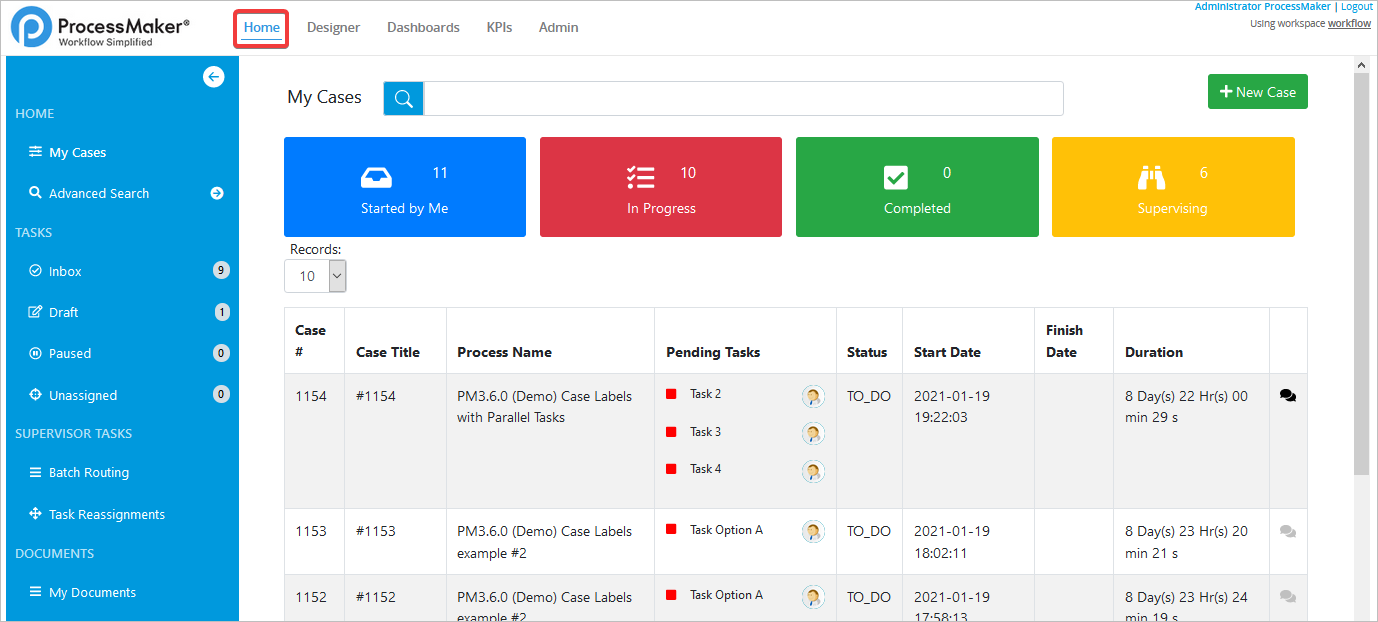 ProcessMaker®
Workflow Simplified
Home
Designer
Dashboards
KPIs
Admin
Administrator ProcessMaker | Logout
Using workspace workflow
HOME
My Cases
Advanced Search
TASKS
Inbox 9
Draft 1
Paused 0
Unassigned 0
SUPERVISOR TASKS
Batch Routing
Task Reassignments
DOCUMENTS
My Documents
My Cases
New Case
11
Started by Me
10
In Progress
0
Completed
6
Supervising
Records:
10
Case
#
Case Title
Process Name
Pending Tasks
Status
Start Date
Finish
Date
Duration
1154
#1154
PM3.6.0 (Demo) Case Labels
with Parallel Tasks
Task 2
Task 3
Task 4
TO_DO
2021-01-19
19:22:03
8 Day(s) 22 Hr(s) 00
min 29 s
1153
#1153
PM3.6.0 (Demo) Case Labels
example #2
Task Option A
TO_DO
2021-01-19
18:02:11
8 Day(s) 23 Hr(s) 20
min 21 s
1152
#1152
PM3.6.0 (Demo) Case Labels
example #2
Task Option A
TO_DO
2021-01-19
17:58:13
8 Day(s) 23 Hr(s) 24
min 19 s